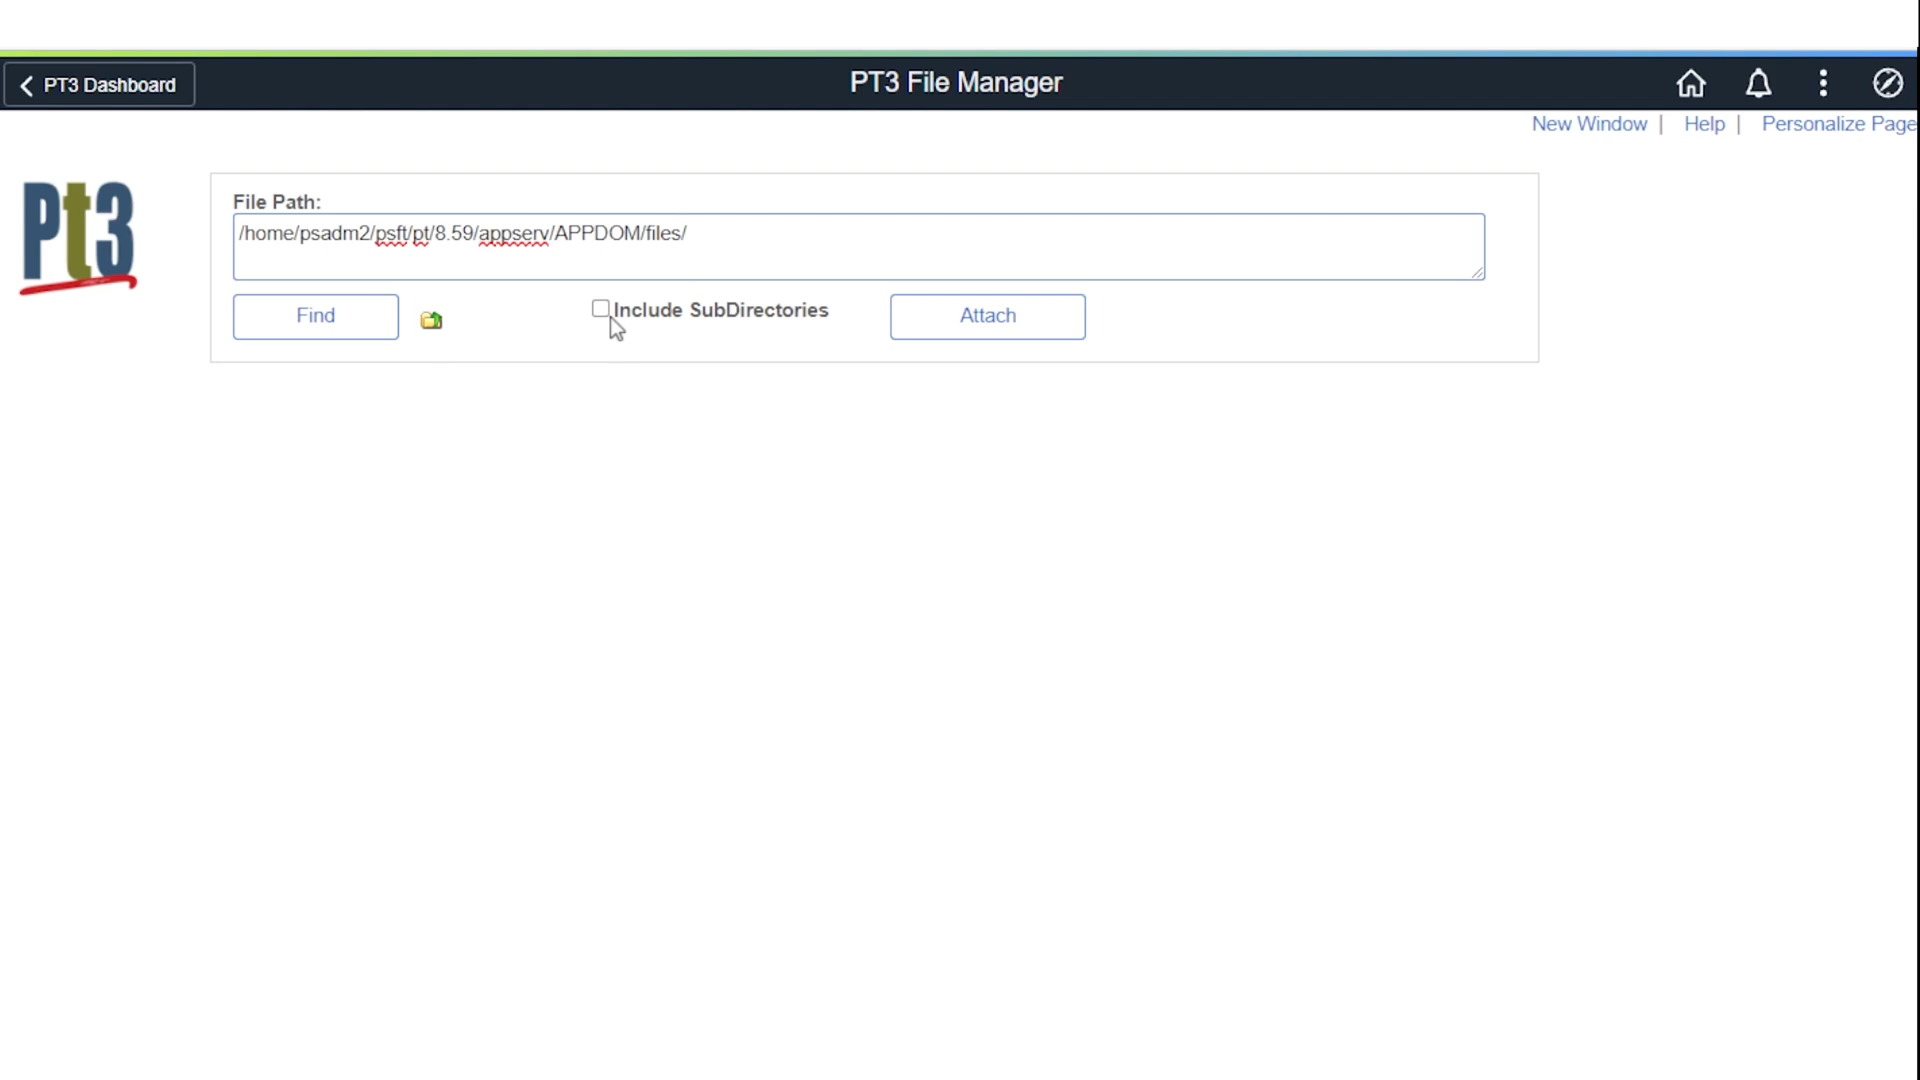 PT3 Dashboard
PT3 File Manager
New Window | Help | Personalize Page
Pt3
File Path:
/home/psadm2/psft/pt/8.59/appserv/APPDOM/files/
Find
Include SubDirectories
Attach